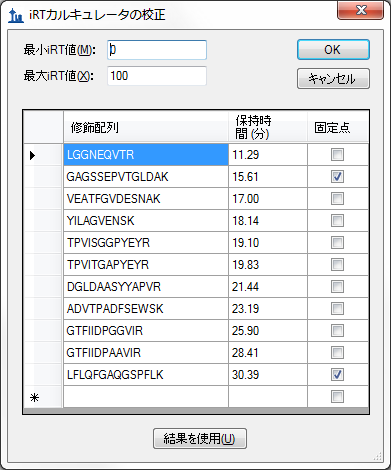 iRTカルキュレータの校正
最小iRT値(M): 0
OK
最大iRT値(X): 100
キャンセル
修飾配列 保持時間 (分) 固定点
LGGNEQVTR 11.29
GAGSSEPVTGLDAK 15.61
VEATFGVDESNAK 17.00
YILAGVENSK 18.14
TPVISGGPYEYR 19.10
TPVITGAPYEYR 19.83
DGLDAASYYAPVR 21.44
ADVTPADFSEWSK 23.19
GTFIIDPGGVIR 25.90
GTFIIDPAAVIR 28.41
LFLQFGAQGSPFLK 30.39
結果を使用(U)